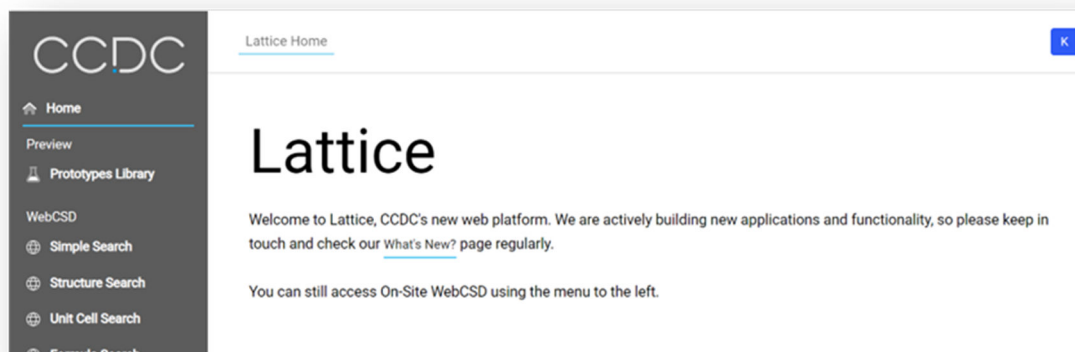 CCDC
Lattice Home
K
Home
Preview
Prototypes Library
WebCSD
Simple Search
Structure Search
Unit Cell Search
Formula Search
Lattice
Welcome to Lattice, CCDC's new web platform. We are actively building new applications and functionality, so please keep in
touch and check our What's New? page regularly.
You can still access On-Site WebCSD using the menu to the left.